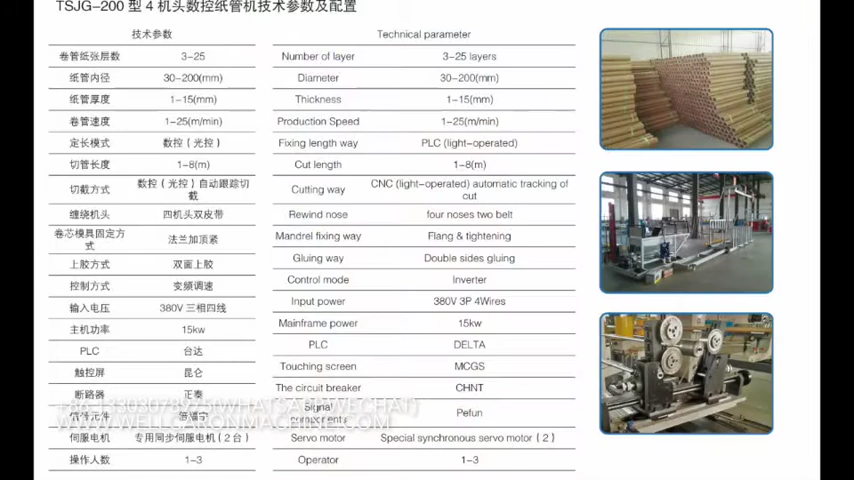 TSJG-200 型 4 机头数控纸管机技术参数及配置
技术参数
卷管纸张层数 3-25
纸管内径 30-200(mm)
纸管厚度 1-15(mm)
卷管速度 1-25(m/min)
定长模式 数控（光控）
切管长度 1-8(m)
切截方式 数控（光控）自动跟踪切
截
缠绕机头 四机头双皮带
卷芯模具固定方
式 法兰加顶紧
上胶方式 双面上胶
控制方式 变频调速
输入电压 380V 三相四线
主机功率 15kw
PLC 台达
触控屏 昆仑
断路器 正泰
信号元件 倍福宁
伺服电机 专用同步伺服电机（2 台）
操作人数 1-3
Technical parameter
Number of layer 3-25 layers
Diameter 30-200(mm)
Thickness 1-15(mm)
Production Speed 1-25(m/min)
Fixing length way PLC (light-operated)
Cut length 1-8(m)
Cutting way CNC (light-operated) automatic tracking of
cut
Rewind nose four noses two belt
Mandrel fixing way Flang & tightening
Gluing way Double sides gluing
Control mode Inverter
Input power 380V 3P 4Wires
Mainframe power 15kw
PLC DELTA
Touching screen MCGS
The circuit breaker CHNT
Signal
components Pefun
Servo motor Special synchronous servo motor（2）
Operator 1-3
WWW.WELLGARONMACHINE.COM